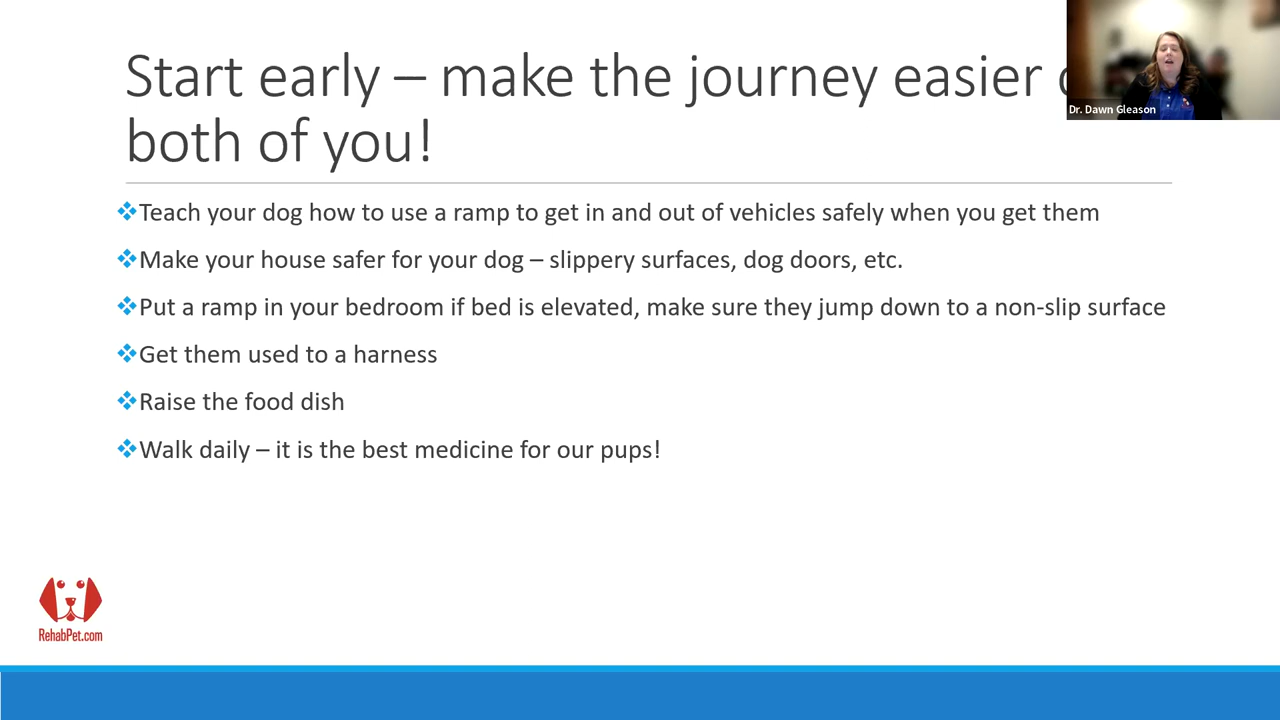 Start early – make the journey easier
both of you!
Dr. Dawn Gleason
❖Teach your dog how to use a ramp to get in and out of vehicles safely when you get them
❖Make your house safer for your dog – slippery surfaces, dog doors, etc.
❖Put a ramp in your bedroom if bed is elevated, make sure they jump down to a non-slip surface
❖Get them used to a harness
❖Raise the food dish
❖Walk daily – it is the best medicine for our pups!
RehabPet.com